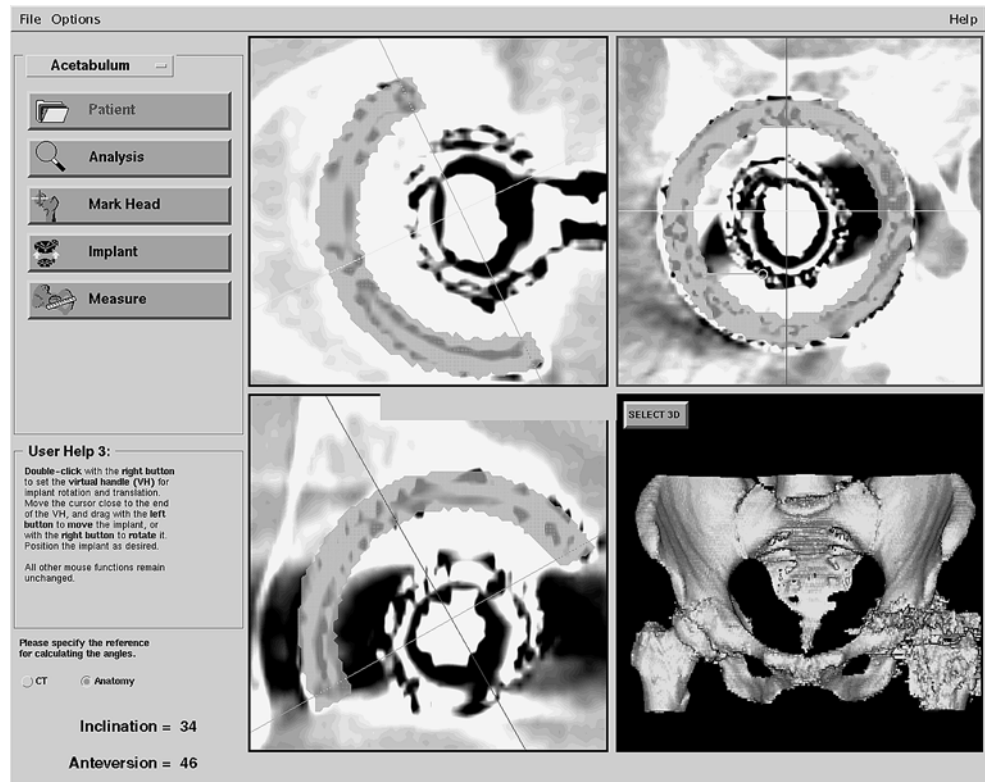 File Options Help
Acetabulum
Patient
Analysis
Mark Head
Implant
Measure
SELECT 3D
User Help 3:
Double-click with the right button
to set the virtual handle (VH) for
implant rotation and translation.
Move the cursor close to the end
of the VH, and drag with the left
button to move the implant, or
with the right button to rotate it.
Position the implant as desired.
All other mouse functions remain
unchanged.
Please specify the reference
for calculating the angles.
CT Anatomy
Inclination = 34
Anteversion = 46